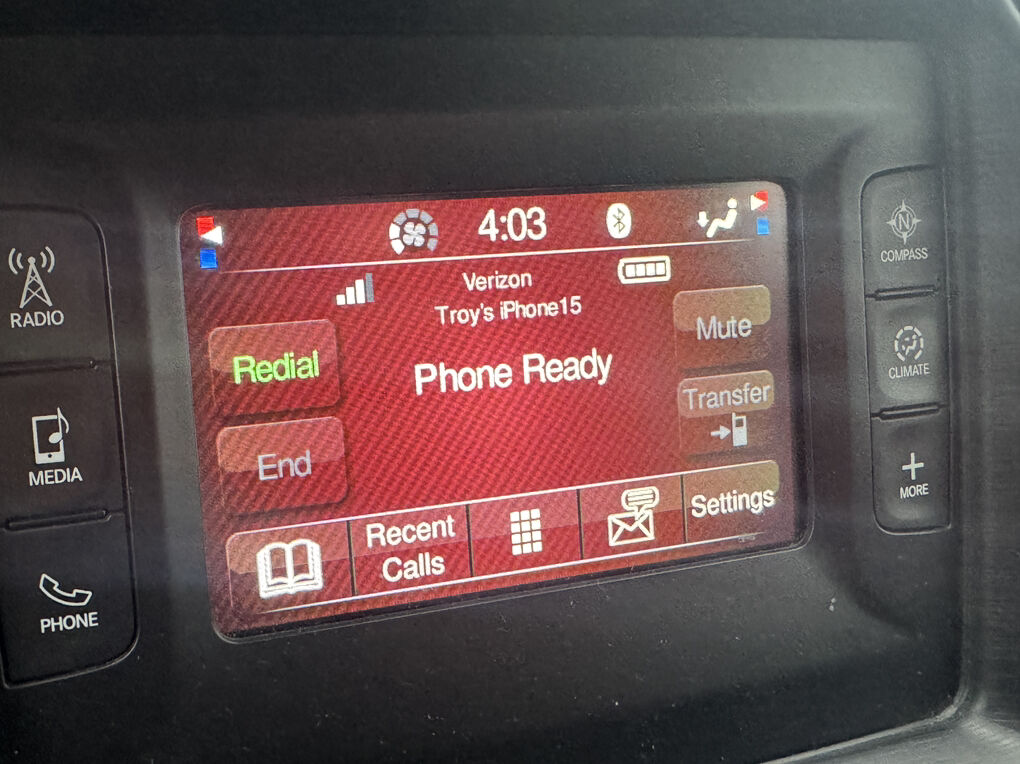 4:03
Verizon
Troy's iPhone15
Redial
Phone Ready
Mute
End
Transfer
Recent
Calls
Settings
RADIO
MEDIA
PHONE
N
COMPASS
CLIMATE
MORE